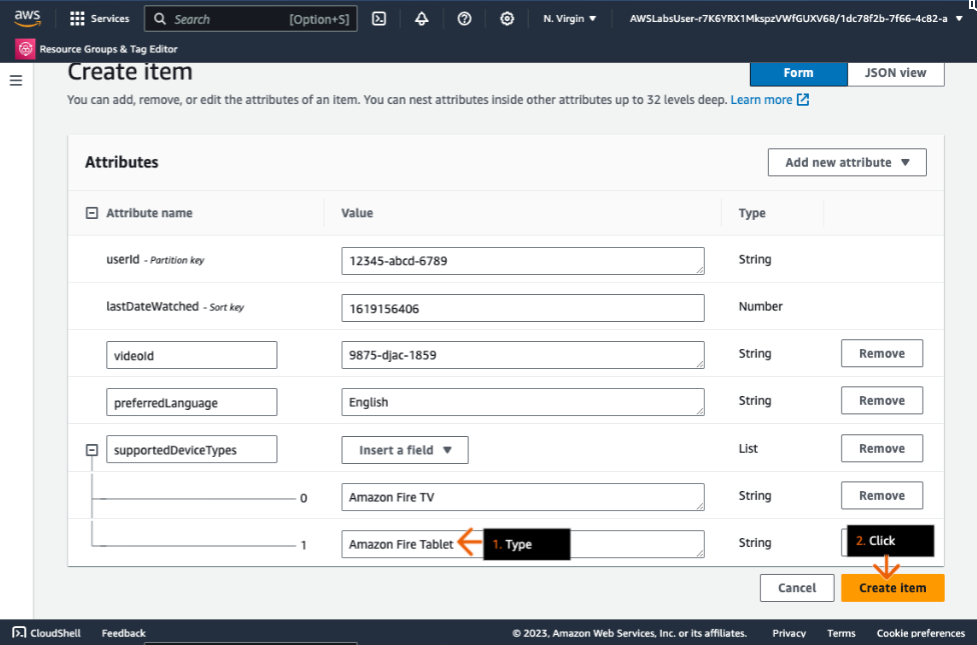 aws Services Search [Option+S] N. Virgin AWSLabsUser-r7K6YRX1MkspzVWfGUXV68/1dc78f2b-7f66-4c82-a
Resource Groups & Tag Editor
Create item Form JSON view
You can add, remove, or edit the attributes of an item. You can nest attributes inside other attributes up to 32 levels deep. Learn more
Attributes Add new attribute
Attribute name Value Type
userId - Partition key 12345-abcd-6789 String
lastDateWatched - Sort key 1619156406 Number
videoId 9875-djac-1859 String Remove
preferredLanguage English String Remove
supportedDeviceTypes Insert a field List Remove
0 Amazon Fire TV String Remove
1 Amazon Fire Tablet 1. Type String 2. Click
Cancel Create item
CloudShell Feedback © 2023, Amazon Web Services, Inc. or its affiliates. Privacy Terms Cookie preferences